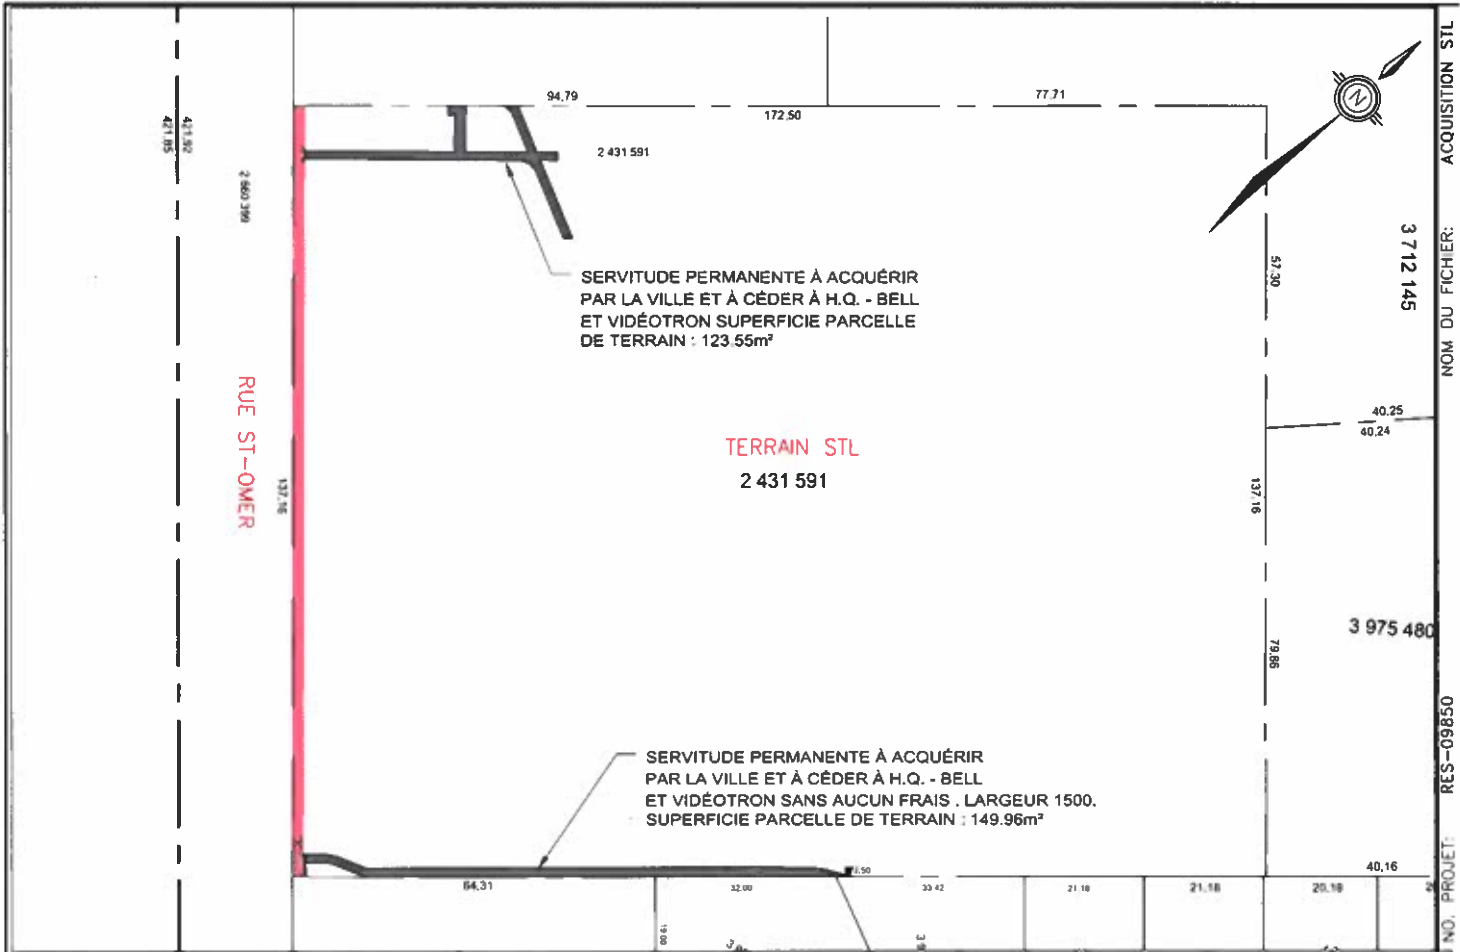 94,79
77,71
172,50
2 431 591
421.92
421.85
2 660 399
SERVITUDE PERMANENTE À ACQUÉRIR
PAR LA VILLE ET À CÉDER À H.Q. - BELL
ET VIDÉOTRON SUPERFICIE PARCELLE
DE TERRAIN : 123.55m²
RUE ST-OMER
137,16
TERRAIN STL
2 431 591
N
57,30
137,16
79,86
40,25
40,24
3 712 145
3 975 480
SERVITUDE PERMANENTE À ACQUÉRIR
PAR LA VILLE ET À CÉDER À H.Q. - BELL
ET VIDÉOTRON SANS AUCUN FRAIS . LARGEUR 1500.
SUPERFICIE PARCELLE DE TERRAIN : 149.96m²
64,31
32,00
1,50
33,42
21,18
21,18
20,18
40,16
19,00
NO. PROJET: RES-09850
NOM DU FICHIER: ACQUISITION STL